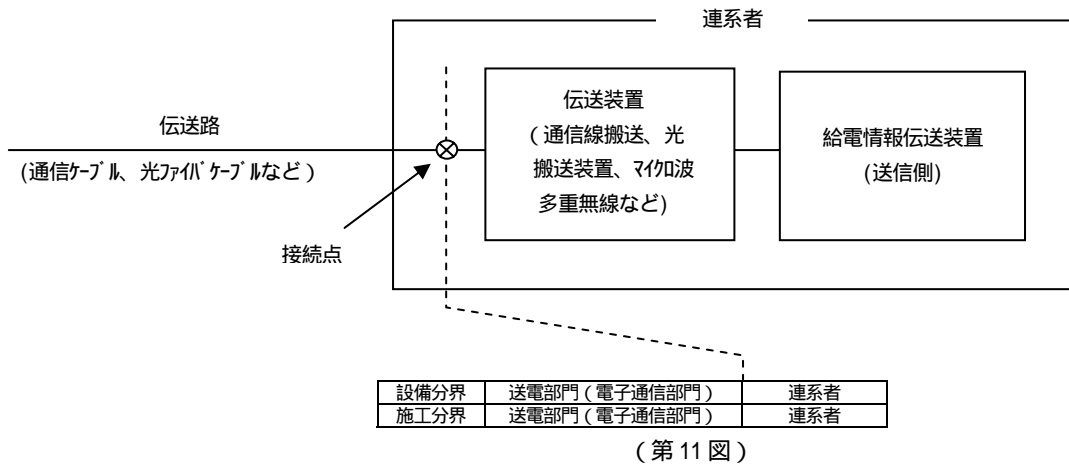 連系者
伝送路
(通信ｹｰﾌﾞﾙ、光ﾌｧｲﾊﾞｹｰﾌﾞﾙなど）
接続点
伝送装置
（通信線搬送、光
搬送装置、ﾏｲｸﾛ波
多重無線など)
給電情報伝送装置
(送信側)
設備分界 送電部門（電子通信部門） 連系者
施工分界 送電部門（電子通信部門） 連系者
（第 11 図）